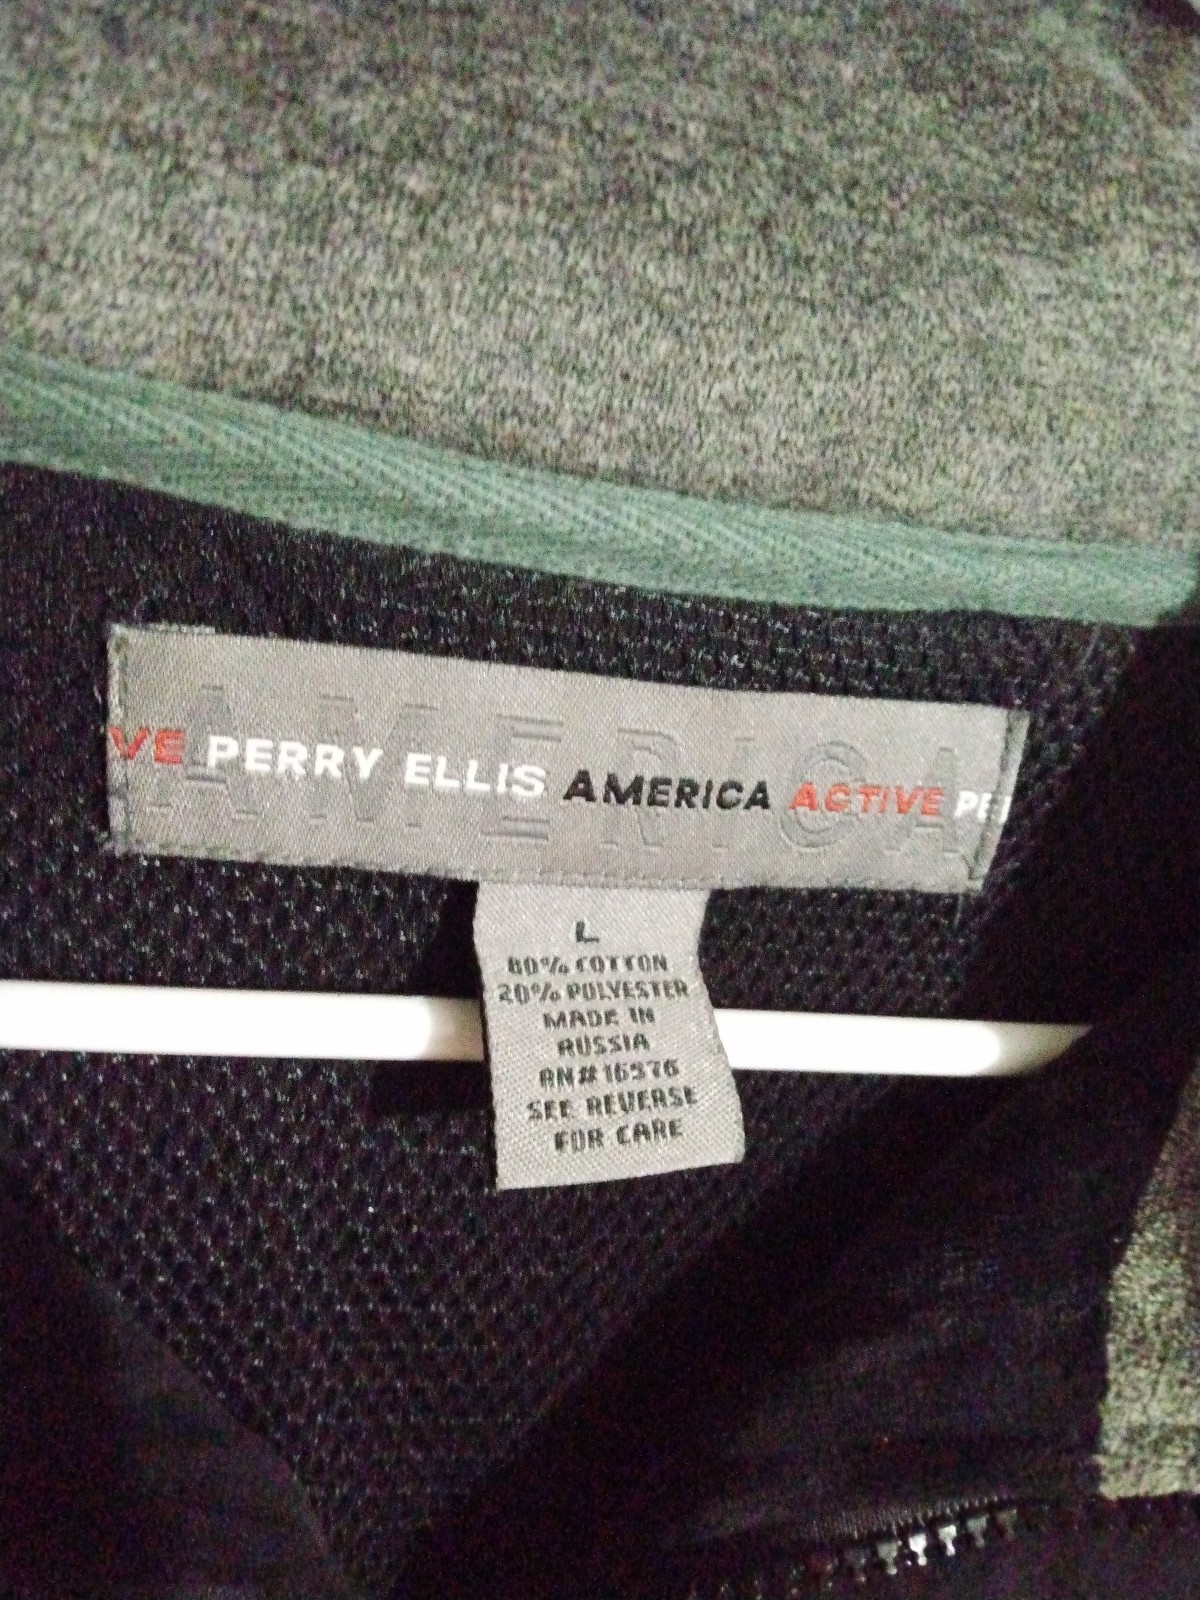 VE PERRY ELLIS AMERICA ACTIVE PE
AMERICA
L
80% COTTON
20% POLYESTER
MADE IN
RUSSIA
RN#16976
SEE REVERSE
FOR CARE